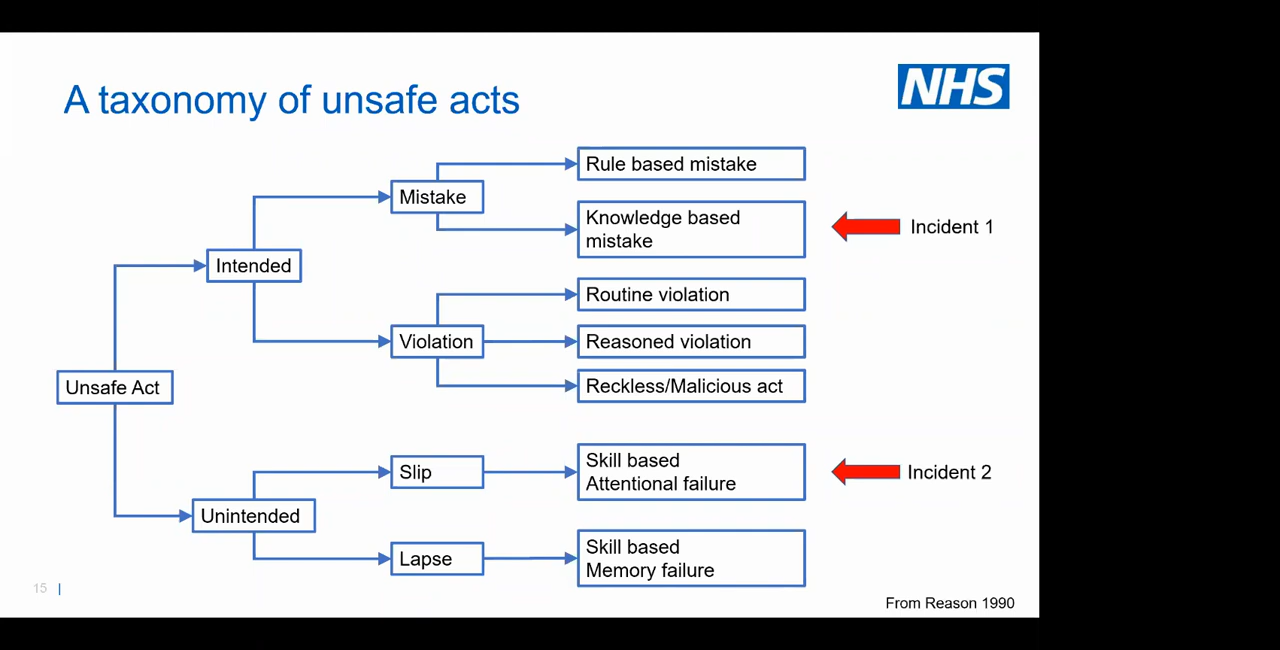 A taxonomy of unsafe acts
NHS
Rule based mistake
Mistake
Knowledge based
mistake
Incident 1
Intended
Routine violation
Violation
Reasoned violation
Reckless/Malicious act
Unsafe Act
Slip
Skill based
Attentional failure
Incident 2
Unintended
Lapse
Skill based
Memory failure
15 |
From Reason 1990